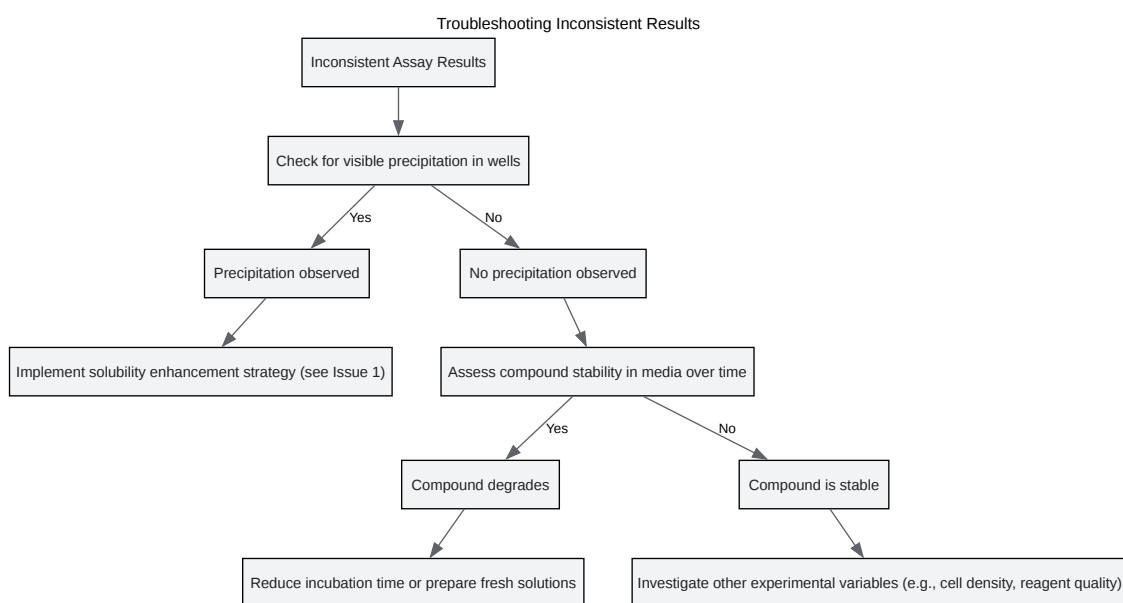 Troubleshooting Inconsistent Results
Inconsistent Assay Results
Check for visible precipitation in wells
Yes
No
Precipitation observed
No precipitation observed
Implement solubility enhancement strategy (see Issue 1)
Assess compound stability in media over time
Yes
No
Compound degrades
Compound is stable
Reduce incubation time or prepare fresh solutions
Investigate other experimental variables (e.g., cell density, reagent quality)